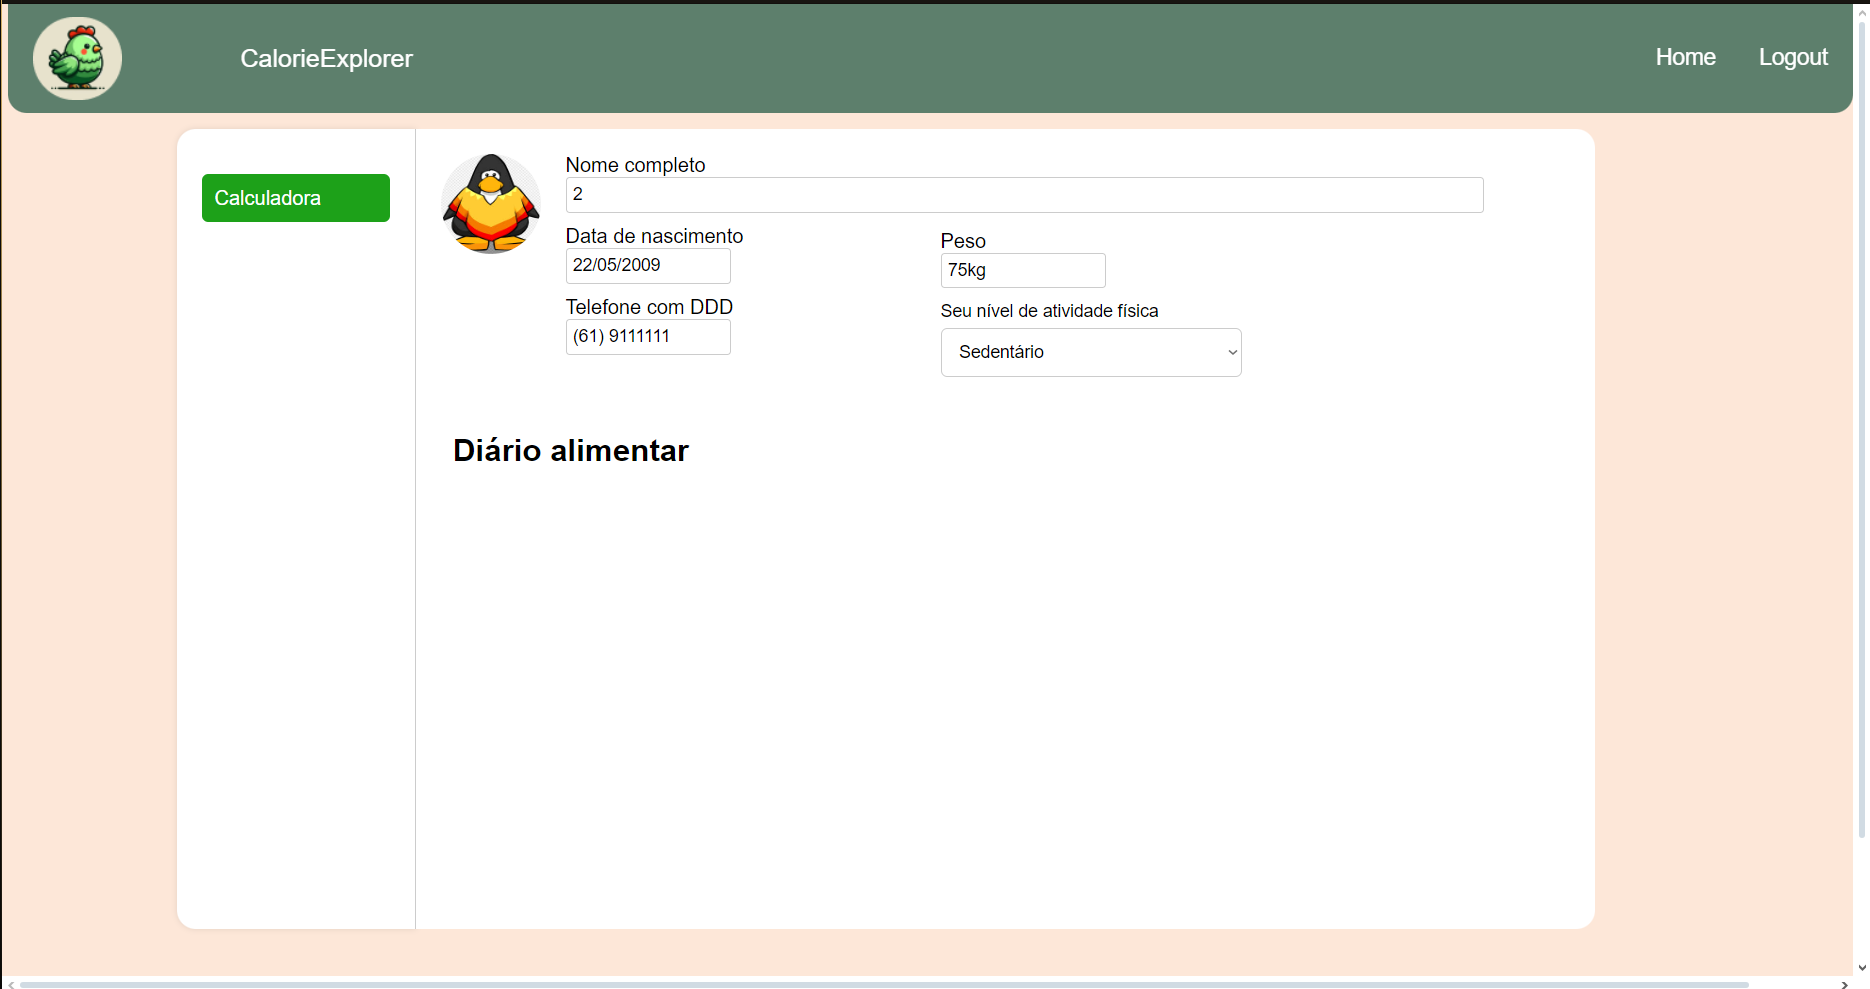 CalorieExplorer
Home
Logout
Calculadora
Nome completo
2
Data de nascimento
22/05/2009
Peso
75kg
Telefone com DDD
(61) 9111111
Seu nível de atividade física
Sedentário
Diário alimentar